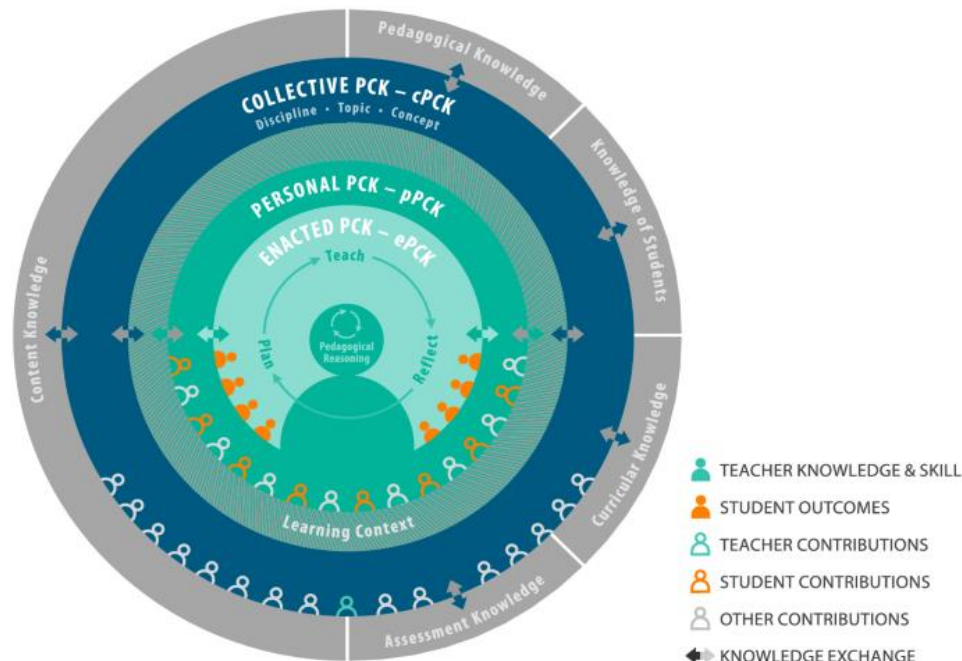 Pedagogical Knowledge
COLLECTIVE PCK – cPCK
Discipline • Topic • Concept
Knowledge of Students
PERSONAL PCK – pPCK
ENACTED PCK – ePCK
Teach
Content Knowledge
Pedagogical
Reasoning
Plan
Reflect
Curricular Knowledge
Learning Context
Assessment Knowledge
TEACHER KNOWLEDGE & SKILL
STUDENT OUTCOMES
TEACHER CONTRIBUTIONS
STUDENT CONTRIBUTIONS
OTHER CONTRIBUTIONS
KNOWLEDGE EXCHANGE